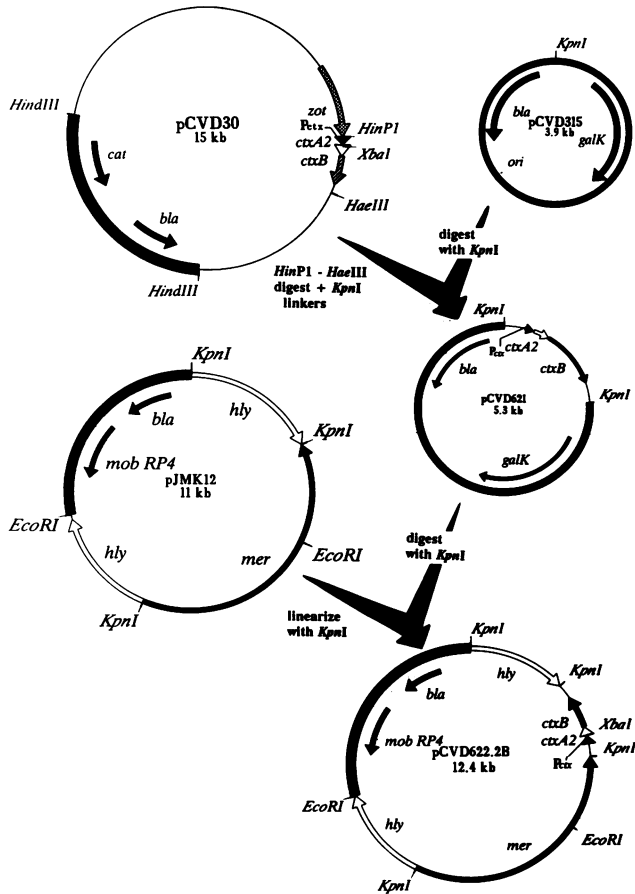 HindIII
pCVD30
15 kb
zot
Pctx
HinP1
ctxA2
XbaI
ctxB
HaeIII
cat
bla
HindIII
KpnI
bla
pCVD315
3.9 kb
galK
ori
HinP1 - HaeIII
digest + KpnI
linkers
digest
with KpnI
KpnI
Pctx
ctxA2
ctxB
KpnI
bla
pCVD621
5.3 kb
galK
KpnI
hly
KpnI
bla
mob RP4
pJMK12
11 kb
EcoRI
hly
mer
EcoRI
KpnI
digest
with KpnI
linearize
with KpnI
KpnI
hly
KpnI
bla
ctxB
XbaI
ctxA2
KpnI
Pctx
mob RP4
pCVD622.2B
12.4 kb
EcoRI
hly
EcoRI
mer
KpnI